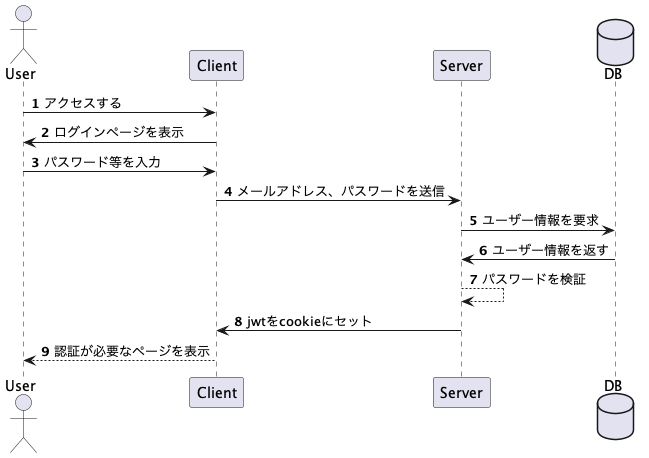 User
Client
Server
DB
1 アクセスする
2 ログインページを表示
3 パスワード等を入力
4 メールアドレス、パスワードを送信
5 ユーザー情報を要求
6 ユーザー情報を返す
7 パスワードを検証
8 jwtをcookieにセット
9 認証が必要なページを表示
User
Client
Server
DB